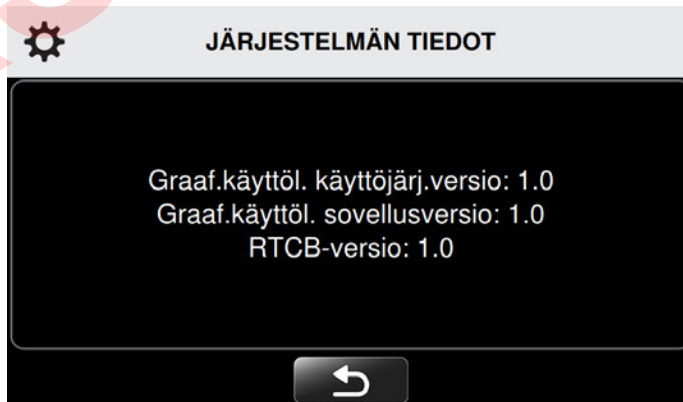 JÄRJESTELMÄN TIEDOT
Graaf.käyttöl. käyttöjärj.versio: 1.0
Graaf.käyttöl. sovellusversio: 1.0
RTCB-versio: 1.0